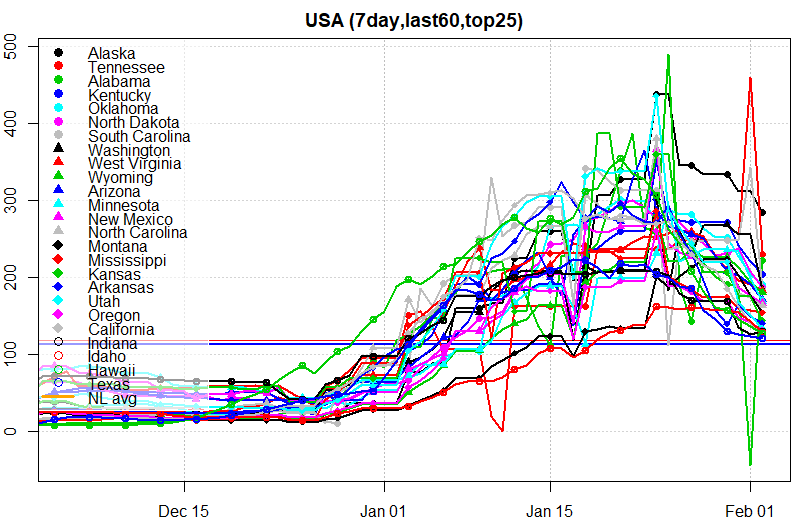 USA (7day,last60,top25)
500
400
300
200
100
0
Alaska
Tennessee
Alabama
Kentucky
Oklahoma
North Dakota
South Carolina
Washington
West Virginia
Wyoming
Arizona
Minnesota
New Mexico
North Carolina
Montana
Mississippi
Kansas
Arkansas
Utah
Oregon
California
Indiana
Idaho
Hawaii
Texas
NL avg
Dec 15
Jan 01
Jan 15
Feb 01